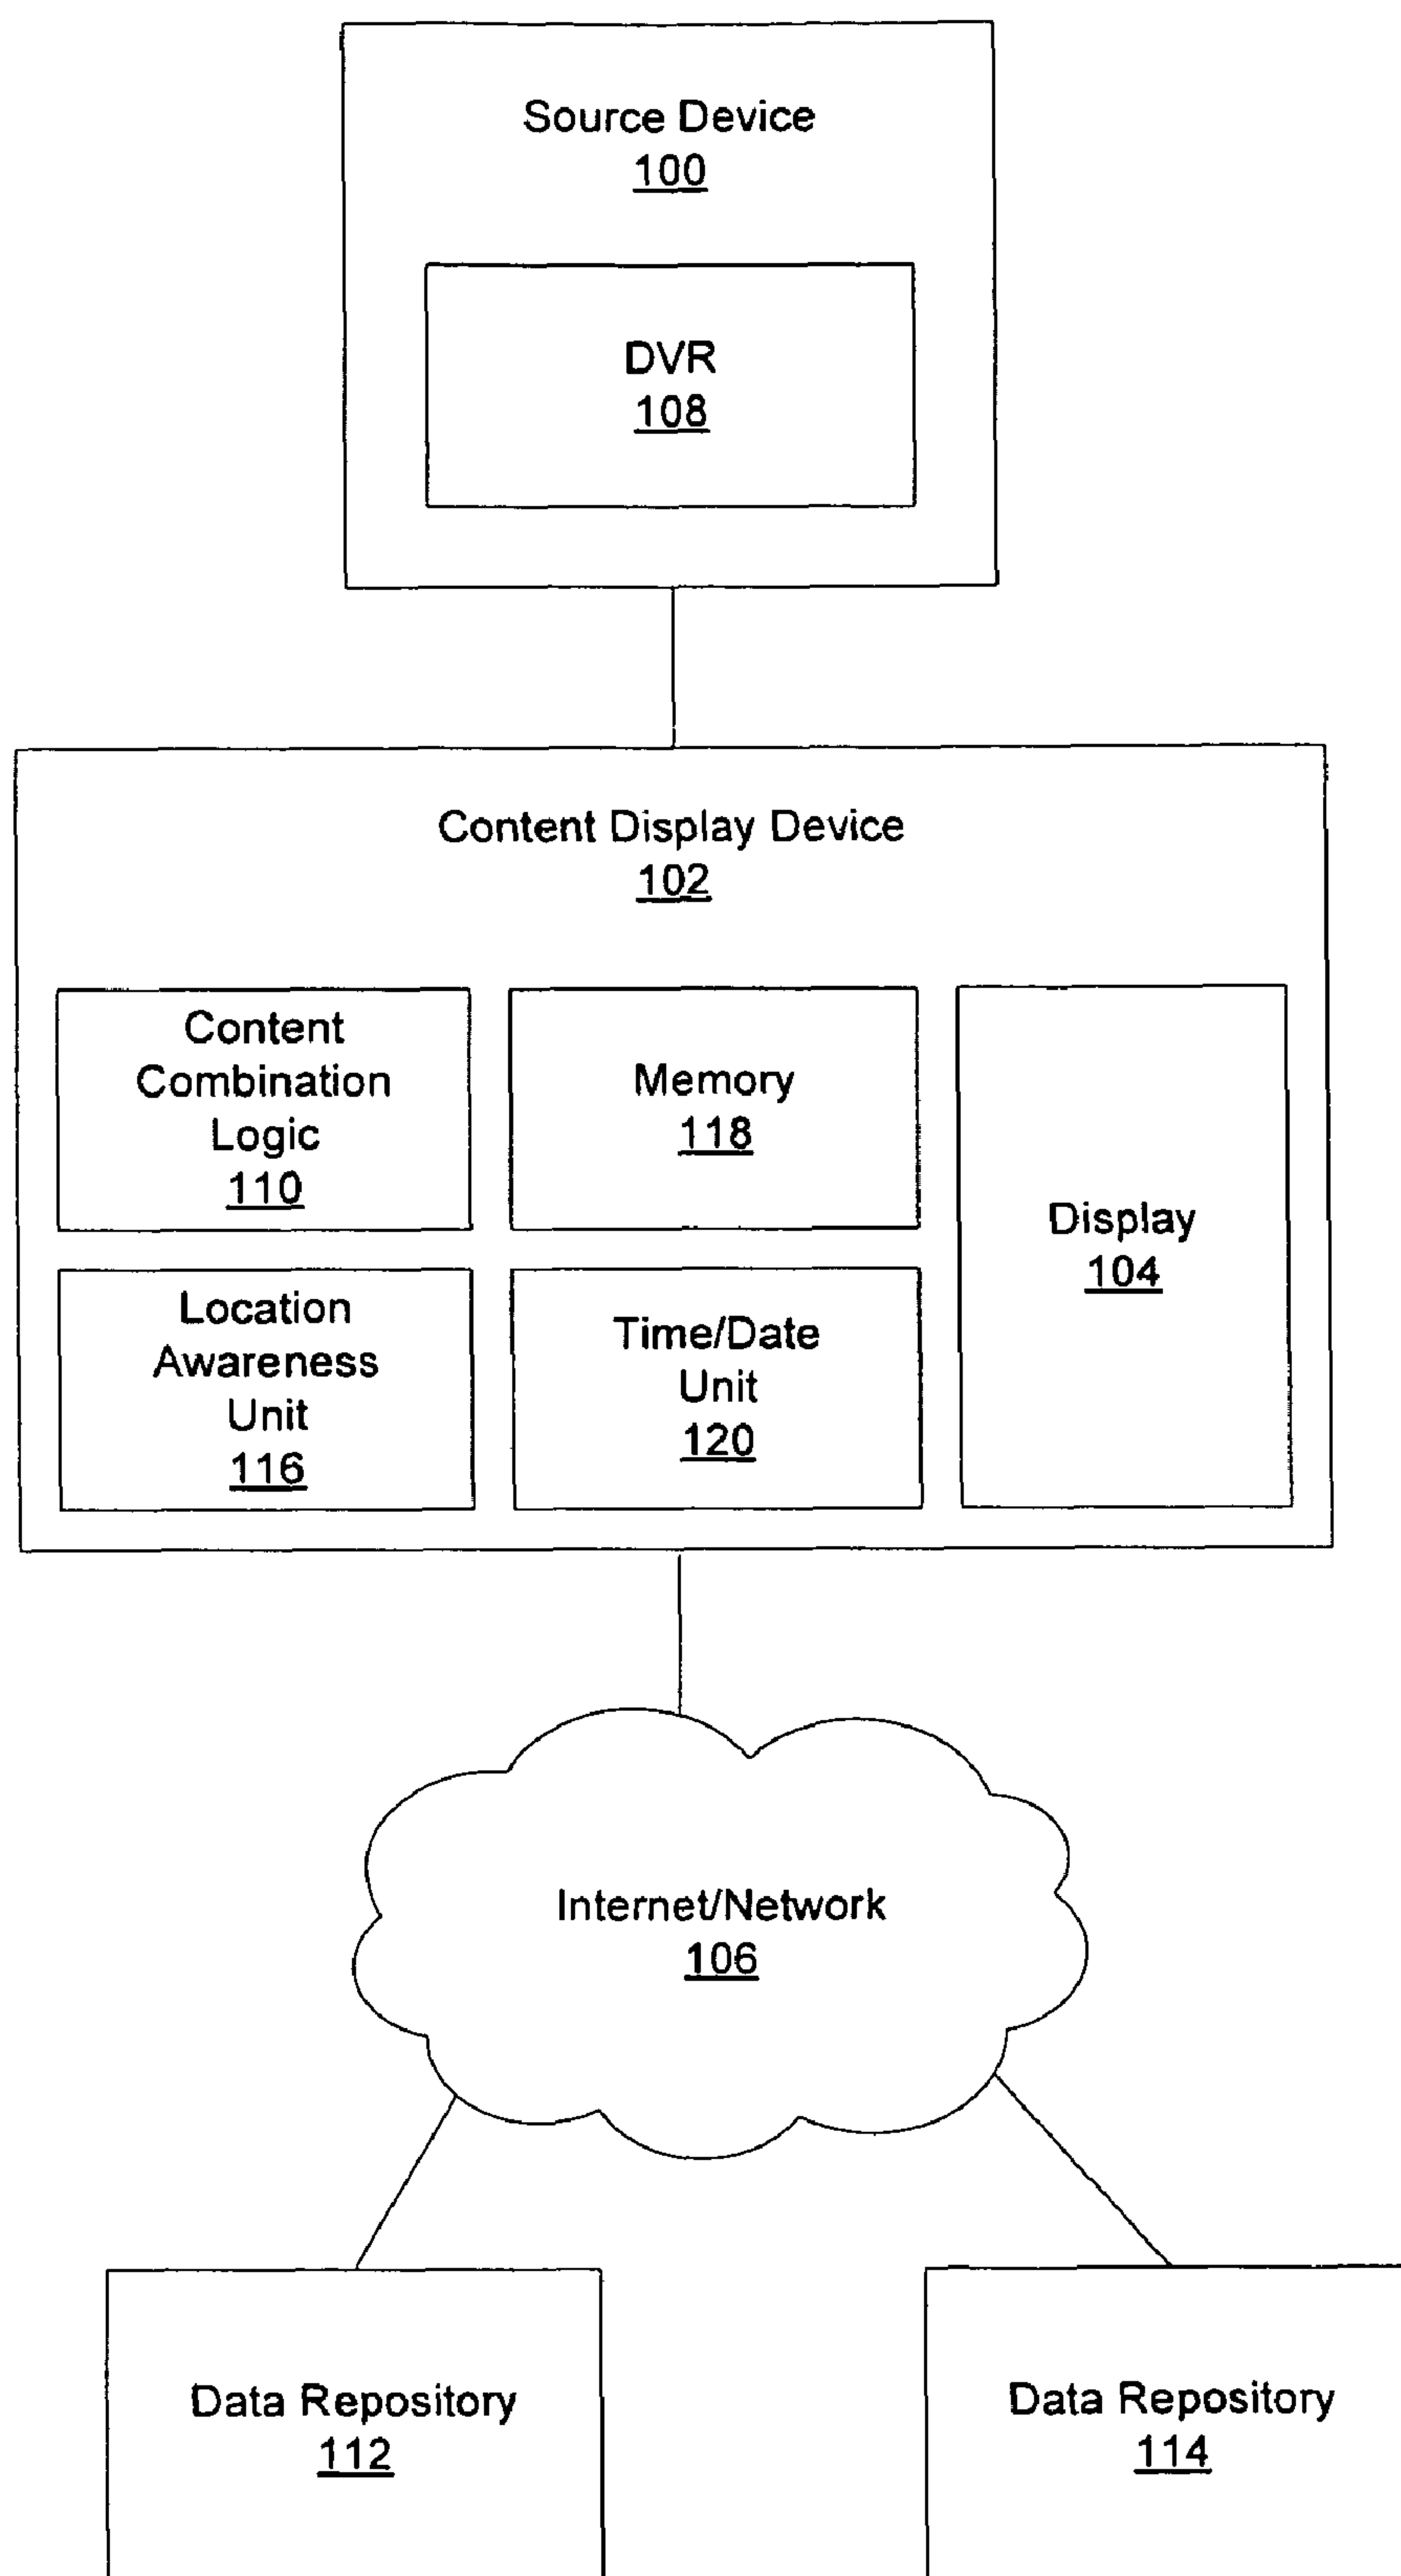 Source Device
100
DVR
108
Content Display Device
102
Content
Combination
Logic
110
Memory
118
Display
104
Location
Awareness
Unit
116
Time/Date
Unit
120
Internet/Network
106
Data Repository
112
Data Repository
114